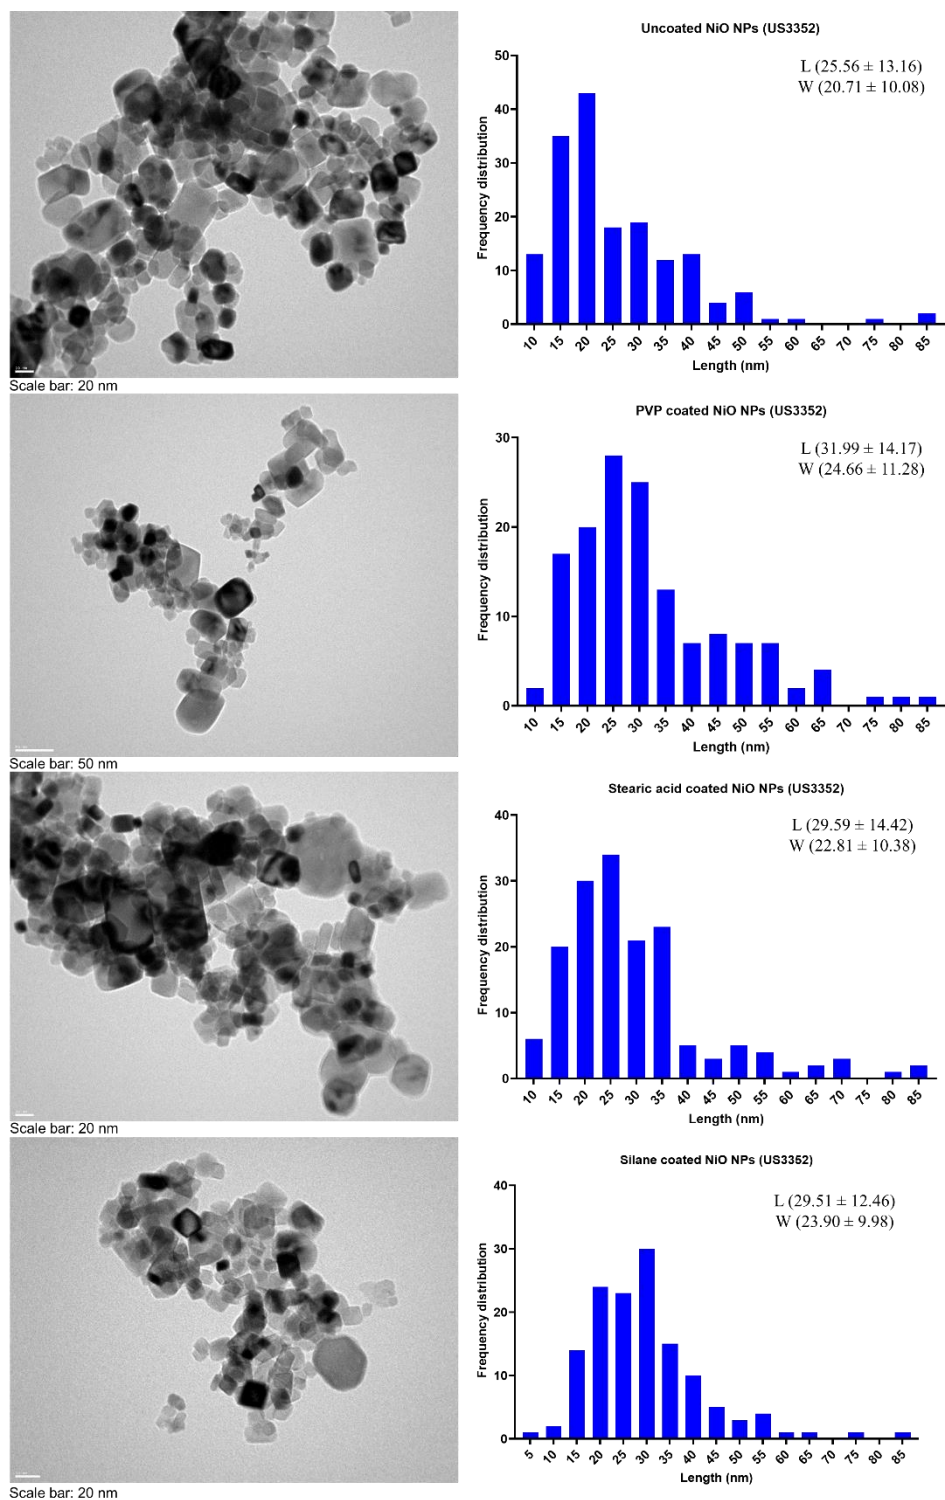 Uncoated NiO NPs (US3352)
L (25.56 ± 13.16)
W (20.71 ± 10.08)
Frequency distribution
50
40
30
20
10
0
10 15 20 25 30 35 40 45 50 55 60 65 70 75 80 85
Length (nm)
Scale bar: 20 nm
PVP coated NiO NPs (US3352)
L (31.99 ± 14.17)
W (24.66 ± 11.28)
Frequency distribution
30
20
10
0
10 15 20 25 30 35 40 45 50 55 60 65 70 75 80 85
Length (nm)
Scale bar: 50 nm
Stearic acid coated NiO NPs (US3352)
L (29.59 ± 14.42)
W (22.81 ± 10.38)
Frequency distribution
40
30
20
10
0
10 15 20 25 30 35 40 45 50 55 60 65 70 75 80 85
Length (nm)
Scale bar: 20 nm
Silane coated NiO NPs (US3352)
L (29.51 ± 12.46)
W (23.90 ± 9.98)
Frequency distribution
40
30
20
10
0
5 10 15 20 25 30 35 40 45 50 55 60 65 70 75 80 85
Length (nm)
Scale bar: 20 nm